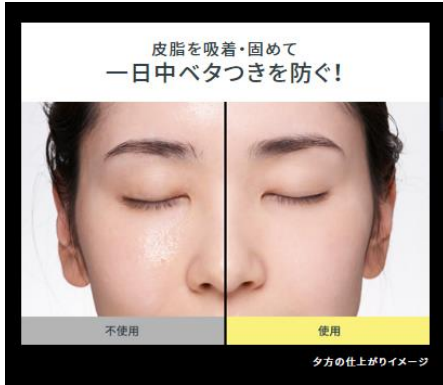 皮脂を吸着・固めて
一日中ベタつきを防ぐ!
不使用
使用
夕方の仕上がりイメージ